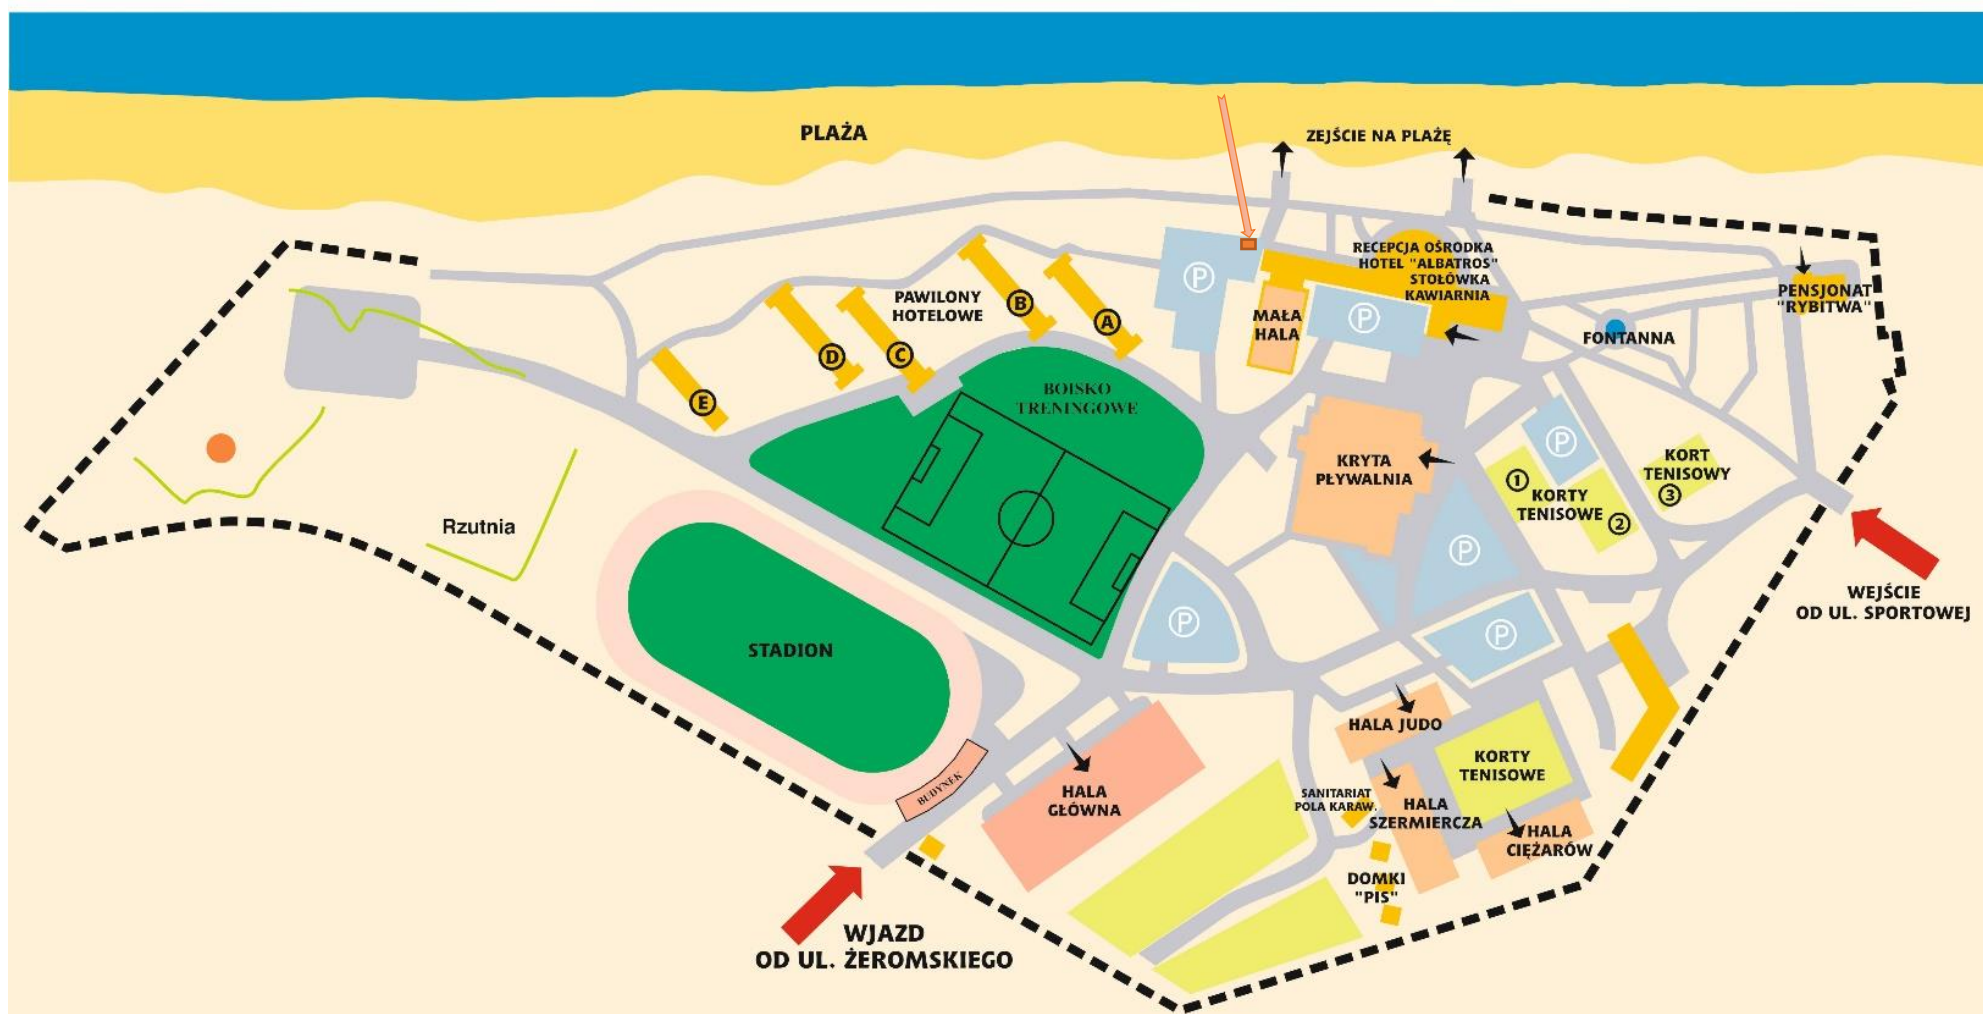 PLAŻA
ZEJŚCIE NA PLAŻĘ
RECEPCJA OŚRODKA
HOTEL "ALBATROS"
STOŁÓWKA
KAWIARNIA
PENSJONAT
"RYBITWA"
PAWILONY
HOTELOWE
A
B
C
D
E
P
MAŁA
HALA
P
FONTANNA
BOISKO
TRENINGOWE
KRYTA
PŁYWALNIA
P
KORT
TENISOWY
3
1
KORTY
TENISOWE
2
Rzutnia
P
WEJŚCIE
OD UL. SPORTOWEJ
P
P
STADION
HALA JUDO
KORTY
TENISOWE
BUDYNEK
HALA
GŁÓWNA
SANITARIAT
POLA KARAW.
HALA
SZERMIERCZA
HALA
CIĘŻARÓW
DOMKI
"PIS"
WJAZD
OD UL. ŻEROMSKIEGO